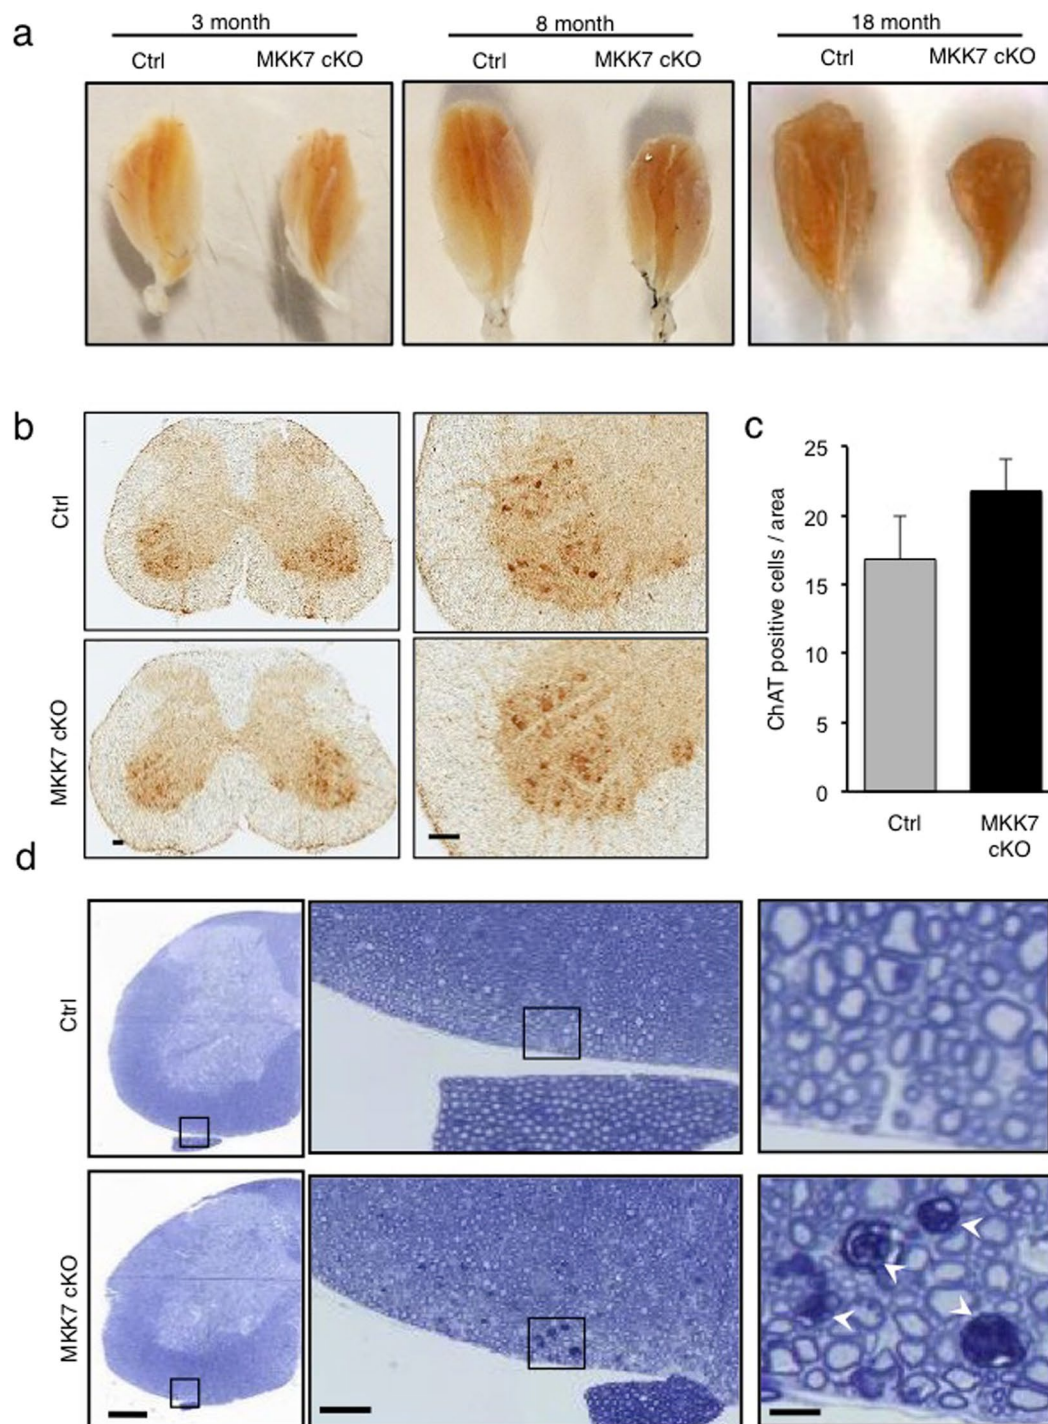 a
3 month
8 month
18 month
Ctrl
MKK7 cKO
Ctrl
MKK7 cKO
Ctrl
MKK7 cKO
b
Ctrl
MKK7 cKO
c
ChAT positive cells / area
25
20
15
10
5
0
Ctrl
MKK7
cKO
d
Ctrl
MKK7 cKO